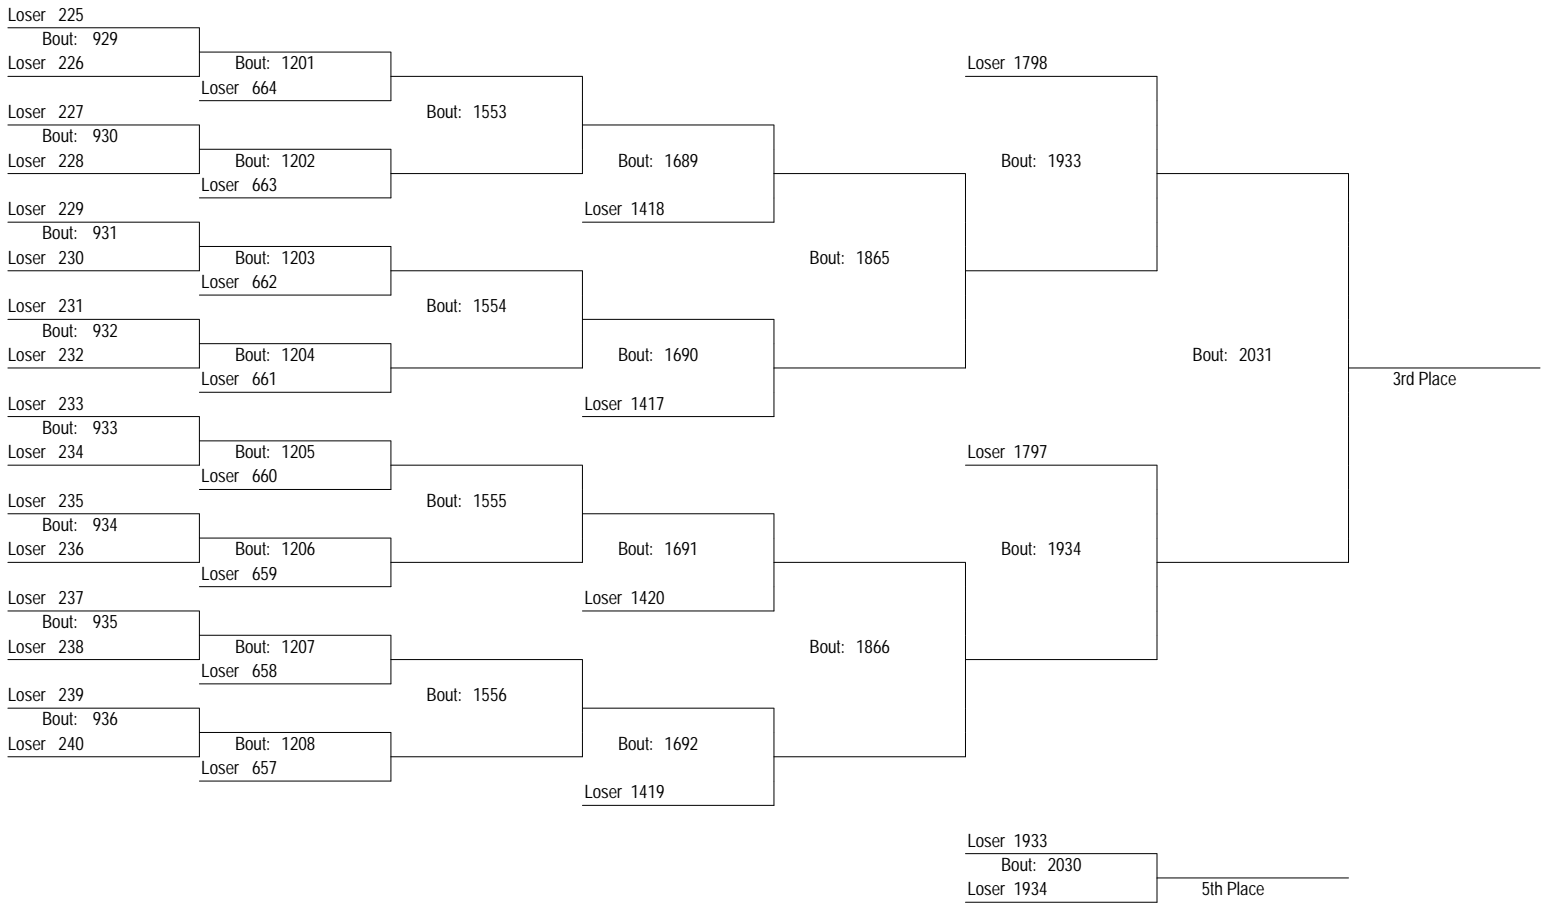 Loser 225
Bout: 929
Loser 226
Bout: 1201
Loser 1798
Loser 664
Loser 227
Bout: 1553
Bout: 930
Loser 228
Bout: 1202
Bout: 1689
Bout: 1933
Loser 663
Loser 229
Loser 1418
Bout: 931
Loser 230
Bout: 1203
Bout: 1865
Loser 662
Loser 231
Bout: 1554
Bout: 932
Loser 232
Bout: 1204
Bout: 1690
Bout: 2031
Loser 661
3rd Place
Loser 233
Loser 1417
Bout: 933
Loser 234
Bout: 1205
Loser 1797
Loser 660
Loser 235
Bout: 1555
Bout: 934
Loser 236
Bout: 1206
Bout: 1691
Bout: 1934
Loser 659
Loser 237
Loser 1420
Bout: 935
Loser 238
Bout: 1207
Bout: 1866
Loser 658
Loser 239
Bout: 1556
Bout: 936
Loser 240
Bout: 1208
Bout: 1692
Loser 657
Loser 1419
Loser 1933
Bout: 2030
Loser 1934
5th Place